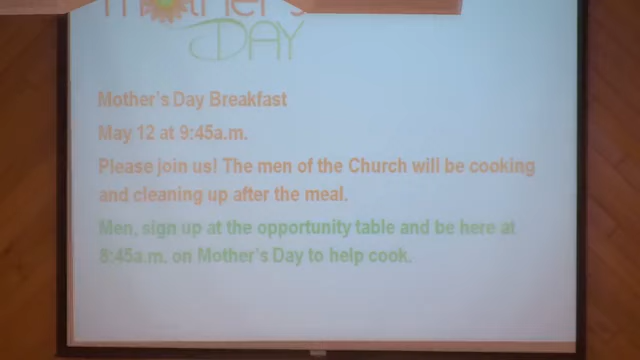 Mother's
DAY
Mother's Day Breakfast
May 12 at 9:45a.m.
Please join us! The men of the Church will be cooking
and cleaning up after the meal.
Men, sign up at the opportunity table and be here at
8:45a.m. on Mother's Day to help cook.